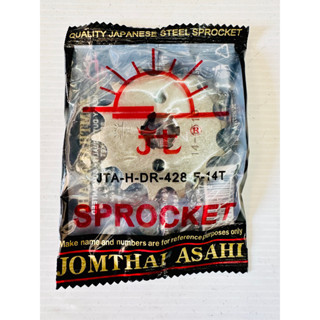 QUALITY JAPANESE STEEL SPROCKET
JTA-H-DR-428 F-14T
SPROCKET
Make name and numbers are for reference purposes only
JOMTHAI ASAHI